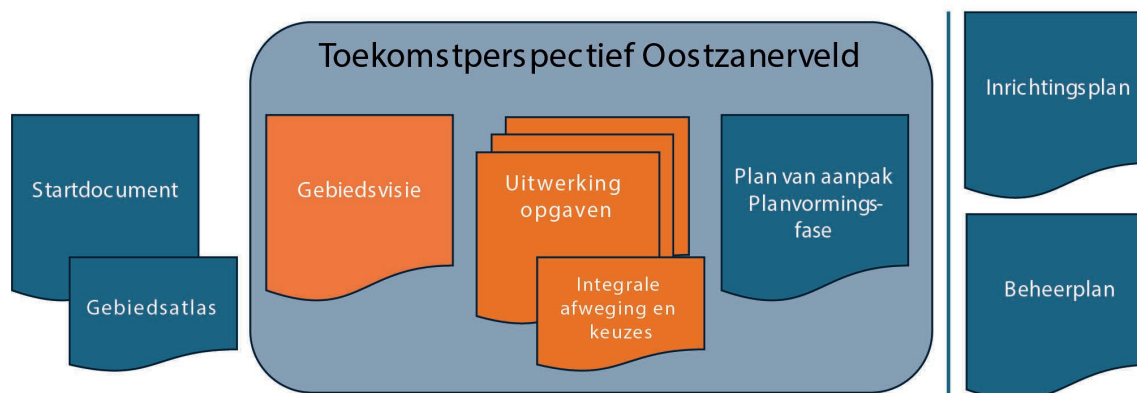 Toekomstperspectief Oostzanerveld
Startdocument
Gebiedsatlas
Gebiedsvisie
Uitwerking
opgaven
Integrale
afweging en
keuzes
Plan van aanpak
Planvormings-
fase
Inrichtingsplan
Beheerplan